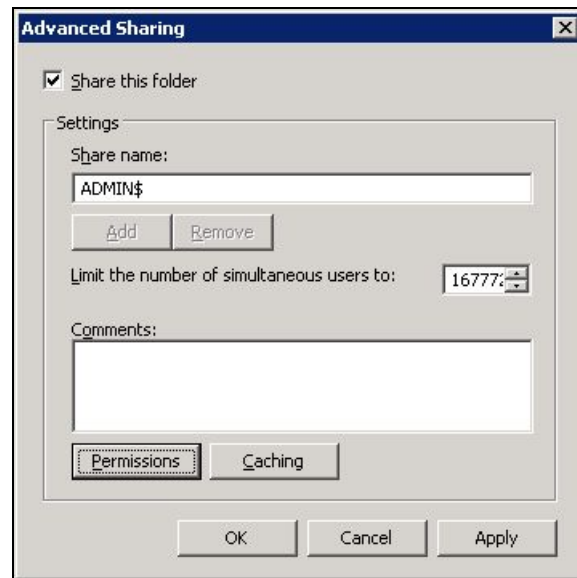 Advanced Sharing
Share this folder
Settings
Share name:
ADMIN$
Add Remove
Limit the number of simultaneous users to:
Comments:
Permissions Caching
OK Cancel Apply